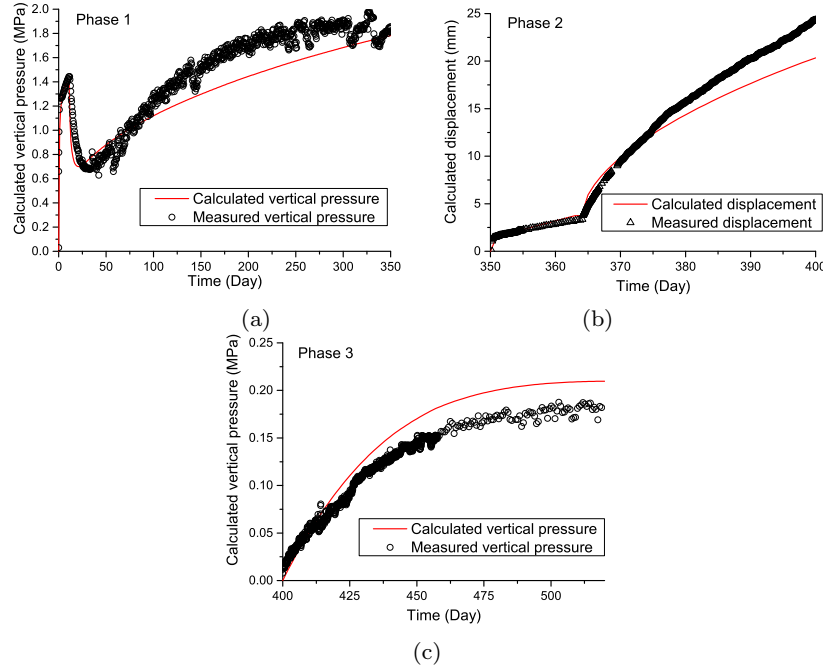 Phase 1
Calculated vertical pressure (MPa)
2.0
1.8
1.6
1.4
1.2
1.0
0.8
0.6
0.4
0.2
0.0
Calculated vertical pressure
Measured vertical pressure
0 50 100 150 200 250 300 350
Time (Day)
(a)
Phase 2
Calculated displacement (mm)
25
20
15
10
5
0
Calculated displacement
Measured displacement
350 360 370 380 390 400
Time (Day)
(b)
Phase 3
Calculated vertical pressure (MPa)
0.25
0.20
0.15
0.10
0.05
0.00
Calculated vertical pressure
Measured vertical pressure
400 425 450 475 500
Time (Day)
(c)